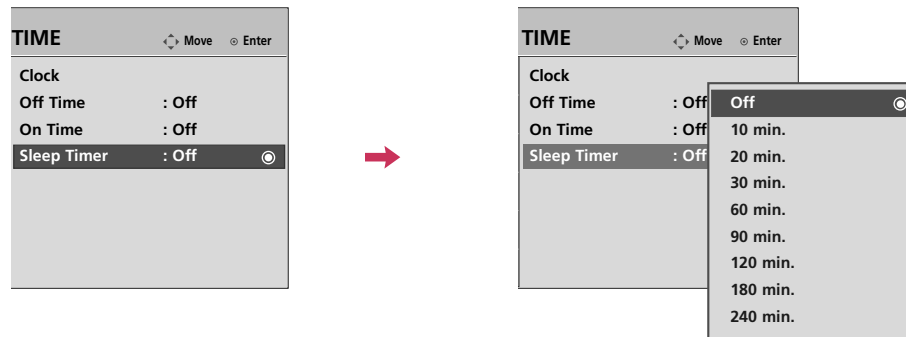 TIME Move Enter
Clock
Off Time : Off
On Time : Off
Sleep Timer : Off
TIME Move Enter
Clock
Off Time : Off
On Time : Off
Sleep Timer : Off
Off
10 min.
20 min.
30 min.
60 min.
90 min.
120 min.
180 min.
240 min.